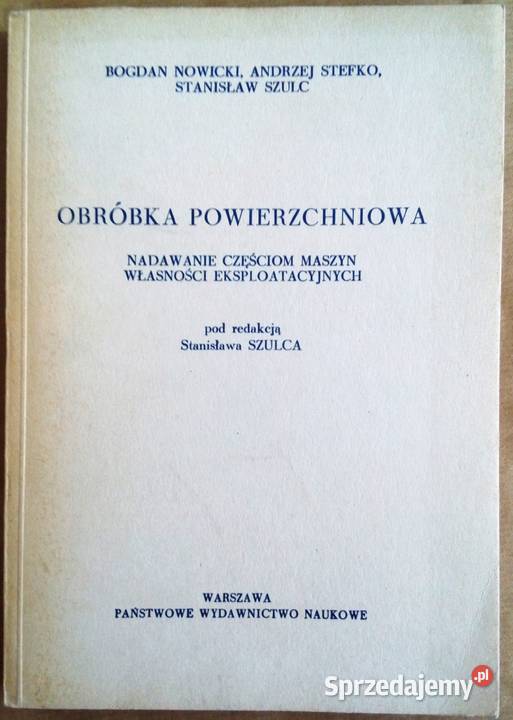 BOGDAN NOWICKI, ANDRZEJ STEFKO,
STANISŁAW SZULC
OBRÓBKA POWIERZCHNIOWA
NADAWANIE CZĘŚCIOM MASZYN
WŁASNOŚCI EKSPLOATACYJNYCH
pod redakcją
Stanisława SZULCA
WARSZAWA
PAŃSTWOWE WYDAWNICTWO NAUKOWE
Sprzedajemy.pl